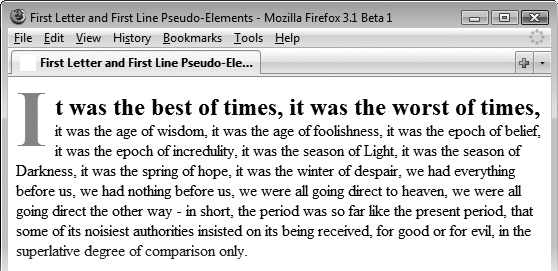 First Letter and First Line Pseudo-Elements - Mozilla Firefox 3.1 Beta 1
File Edit View History Bookmarks Tools Help
First Letter and First Line Pseudo-Ele...
It was the best of times, it was the worst of times,
it was the age of wisdom, it was the age of foolishness, it was the epoch of belief,
it was the epoch of incredulity, it was the season of Light, it was the season of
Darkness, it was the spring of hope, it was the winter of despair, we had everything
before us, we had nothing before us, we were all going direct to heaven, we were all
going direct the other way - in short, the period was so far like the present period, that
some of its noisiest authorities insisted on its being received, for good or for evil, in the
superlative degree of comparison only.